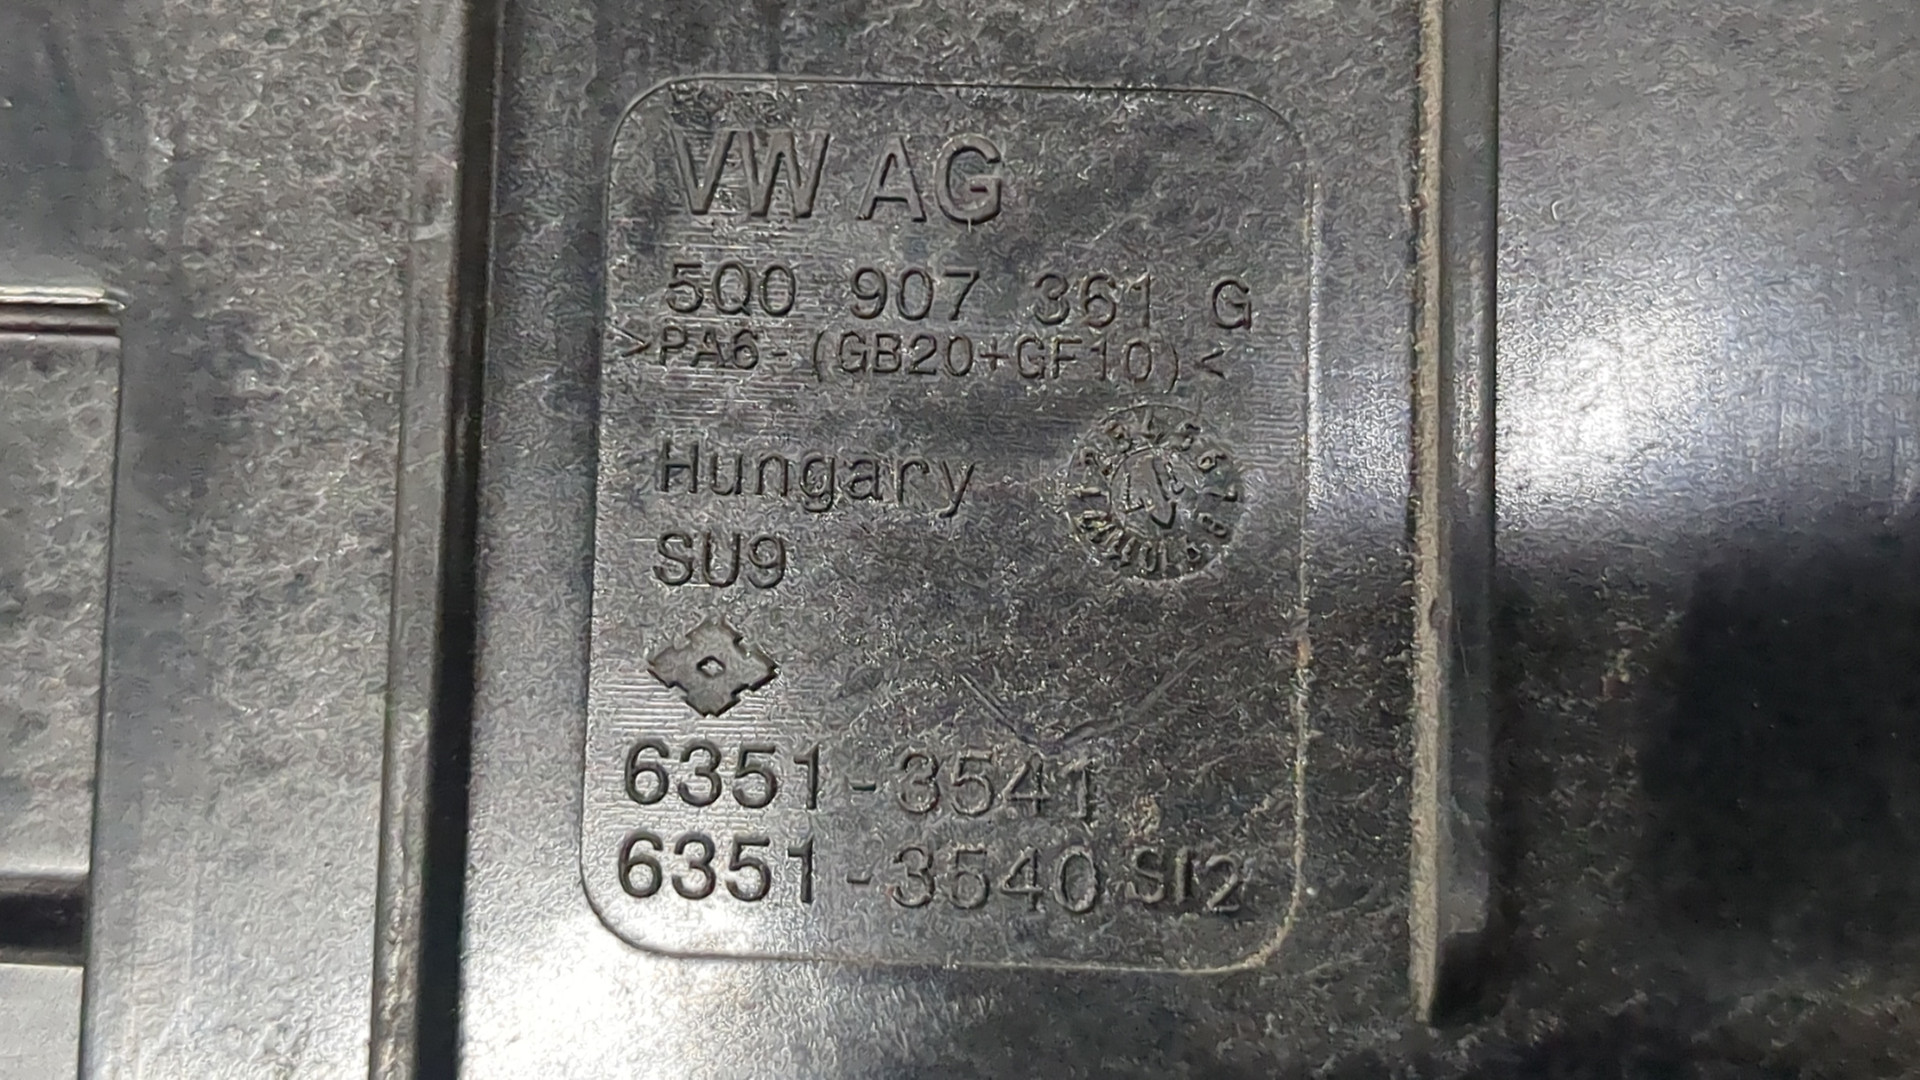 VW AG
5Q0 907 361 G
>PA6-(GB20+GF10)<
Hungary
SU9
6351-3541
6351-3540 SI2